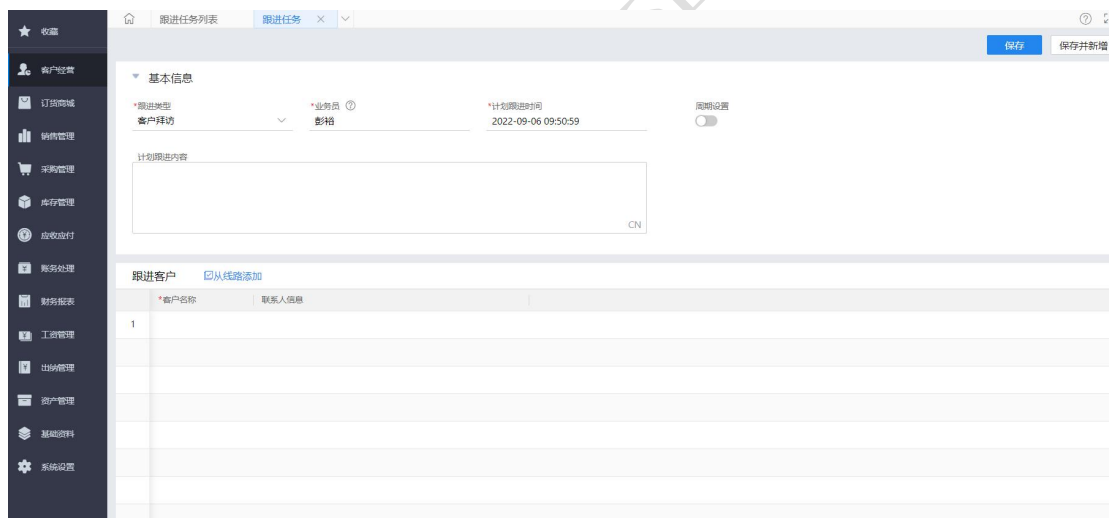 跟进任务列表
跟进任务
收藏
客户经营
订货商城
销售管理
采购管理
库存管理
应收应付
账务处理
财务报表
工资管理
出纳管理
资产管理
基础资料
系统设置
保存
保存并新增
基本信息
*跟进类型
客户拜访
*业务员
彭裕
*计划跟进时间
2022-09-06 09:50:59
周期设置
计划跟进内容
CN
跟进客户
从线路添加
*客户名称
联系人信息
1